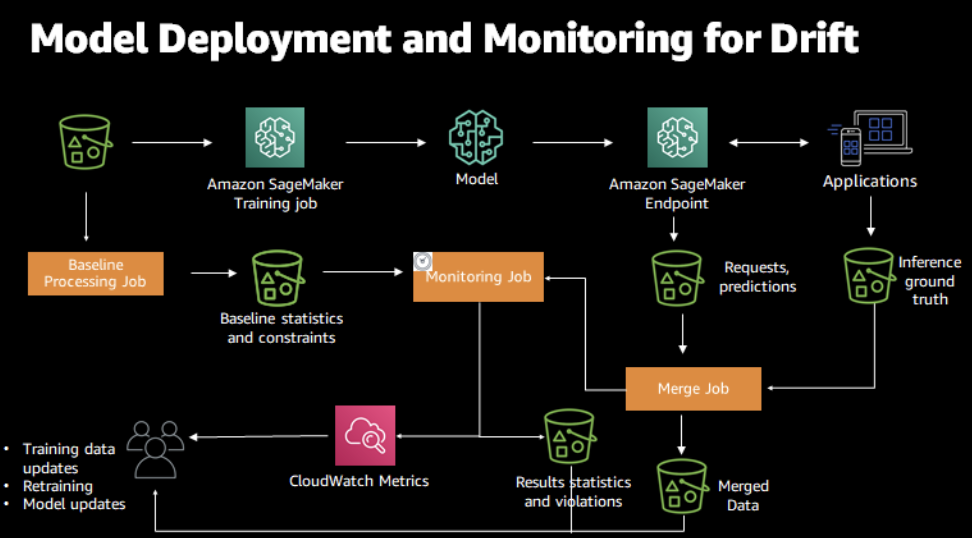 Model Deployment and Monitoring for Drift
Amazon SageMaker
Training job
Model
Amazon SageMaker
Endpoint
Applications
Baseline
Processing Job
Baseline statistics
and constraints
Monitoring Job
Requests,
predictions
Inference
ground
truth
Merge Job
• Training data
updates
• Retraining
• Model updates
CloudWatch Metrics
Results statistics
and violations
Merged
Data